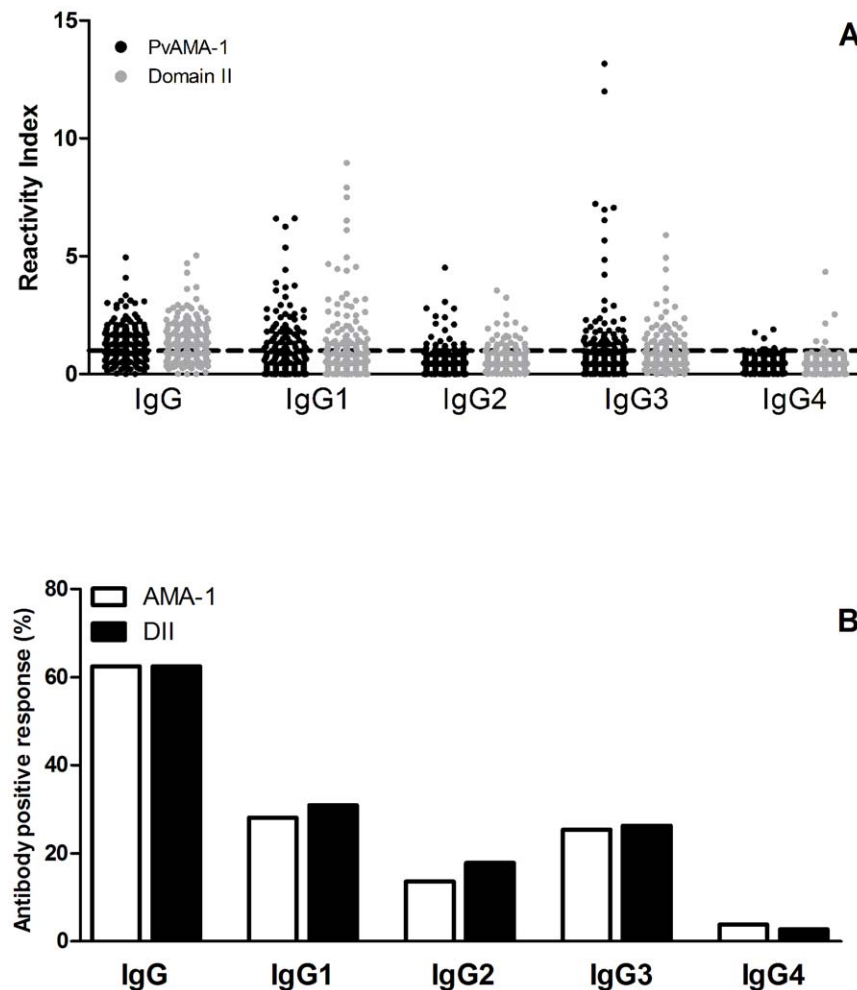 15
A
PvAMA-1
Domain II
10
Reactivity Index
5
0
IgG IgG1 IgG2 IgG3 IgG4
80
AMA-1
B
DII
60
Antibody positive response (%)
40
20
0
IgG IgG1 IgG2 IgG3 IgG4